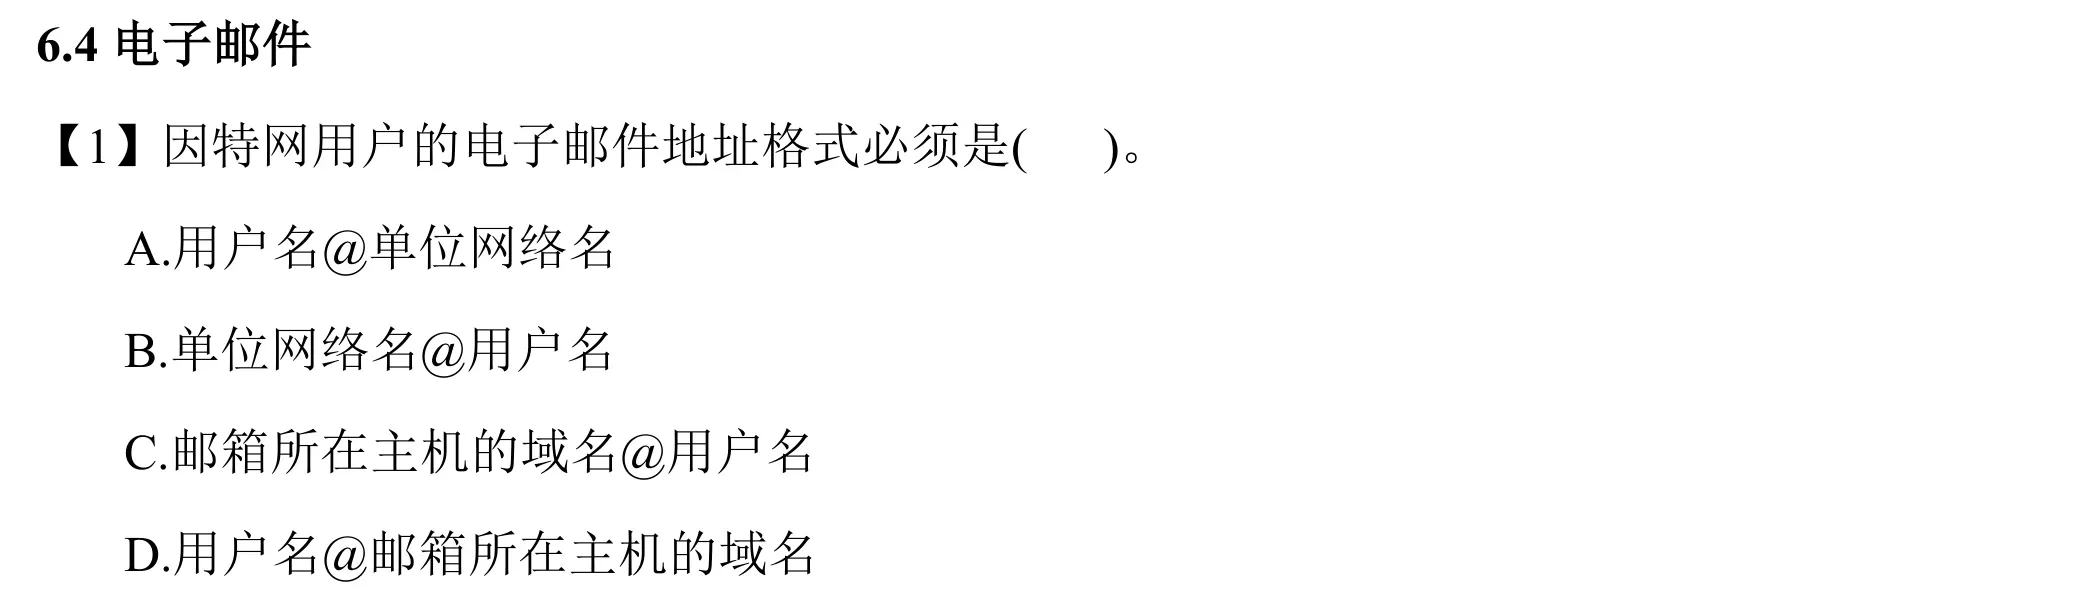 6.4 电子邮件
【1】因特网用户的电子邮件地址格式必须是(    )。
A.用户名@单位网络名
B.单位网络名@用户名
C.邮箱所在主机的域名@用户名
D.用户名@邮箱所在主机的域名